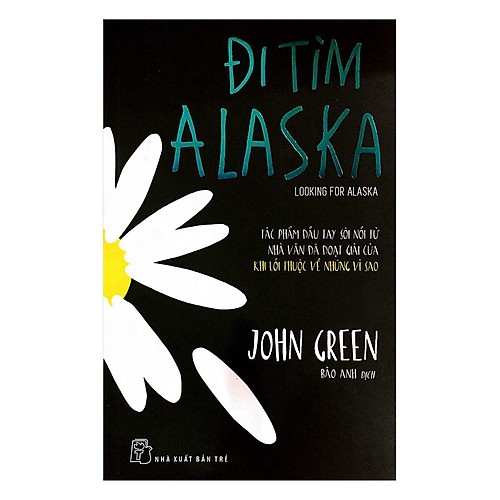 ĐI TÌM
ALASKA
LOOKING FOR ALASKA
TÁC PHẨM ĐẦU TAY SÔI NỔI TỪ
NHÀ VĂN ĐÃ ĐOẠT GIẢI CỦA
KHI LỖI THUỘC VỀ NHỮNG VÌ SAO
JOHN GREEN
BẢO ANH DỊCH
NHÀ XUẤT BẢN TRẺ